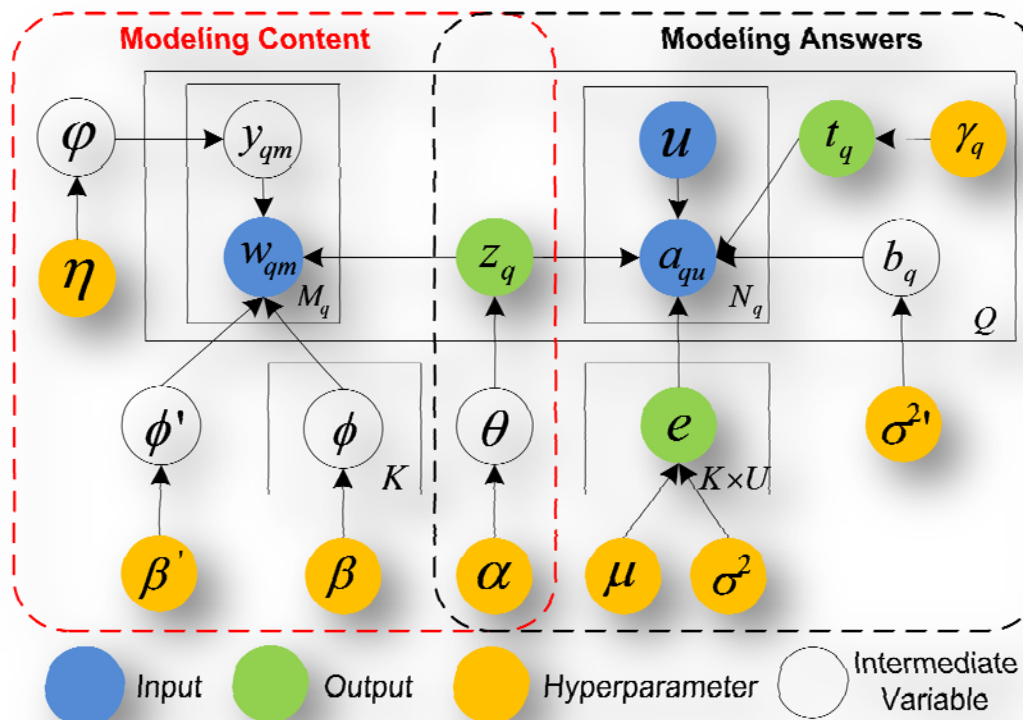 Modeling Content
Modeling Answers
φ
y_qm
u
t_q
γ_q
η
w_qm
M_q
z_q
a_qu
N_q
b_q
Q
ϕ'
ϕ
K
θ
e
K×U
σ²'
β'
β
α
μ
σ²
Input
Output
Hyperparameter
Intermediate
Variable